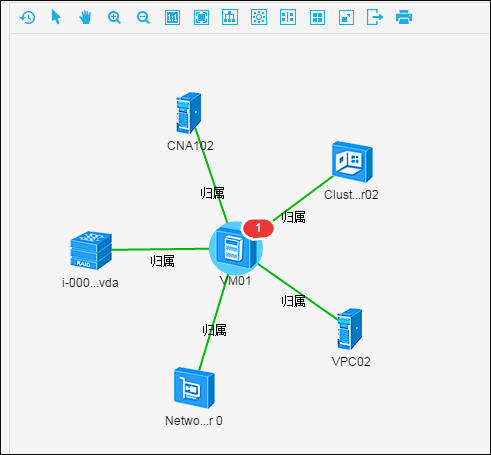 CNA102
Clust...r02
归属
归属
1
i-000...vda
RAID
归属
VM01
归属
归属
VPC02
Netwo...r 0